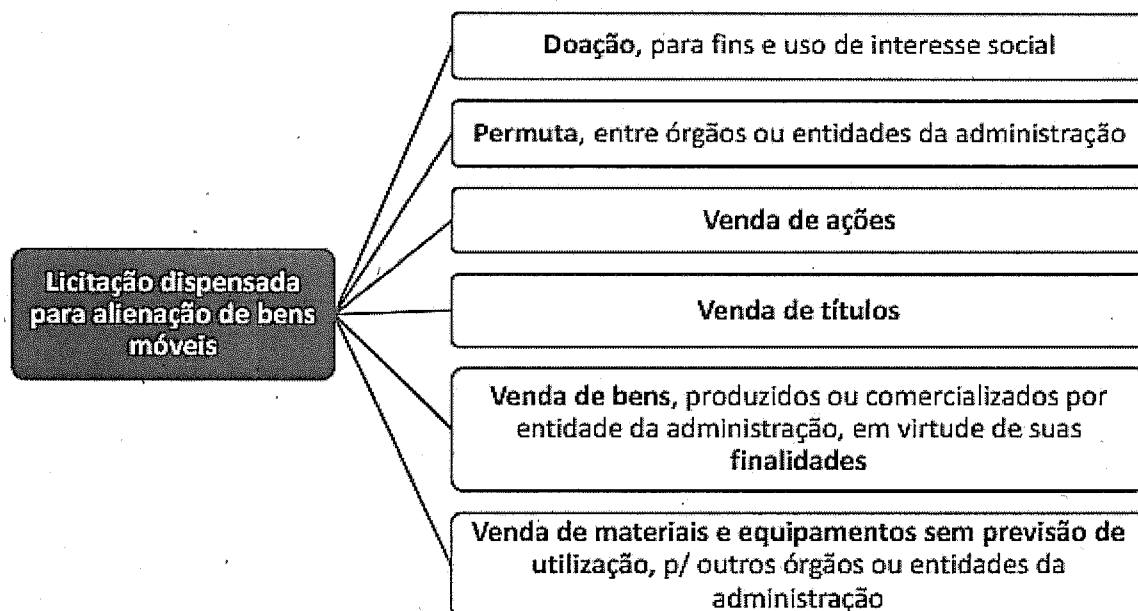 Doação, para fins e uso de interesse social
Permuta, entre órgãos ou entidades da administração
Venda de ações
Licitação dispensada
para alienação de bens
móveis
Venda de títulos
Venda de bens, produzidos ou comercializados por
entidade da administração, em virtude de suas
finalidades
Venda de materiais e equipamentos sem previsão de
utilização, p/ outros órgãos ou entidades da
administração